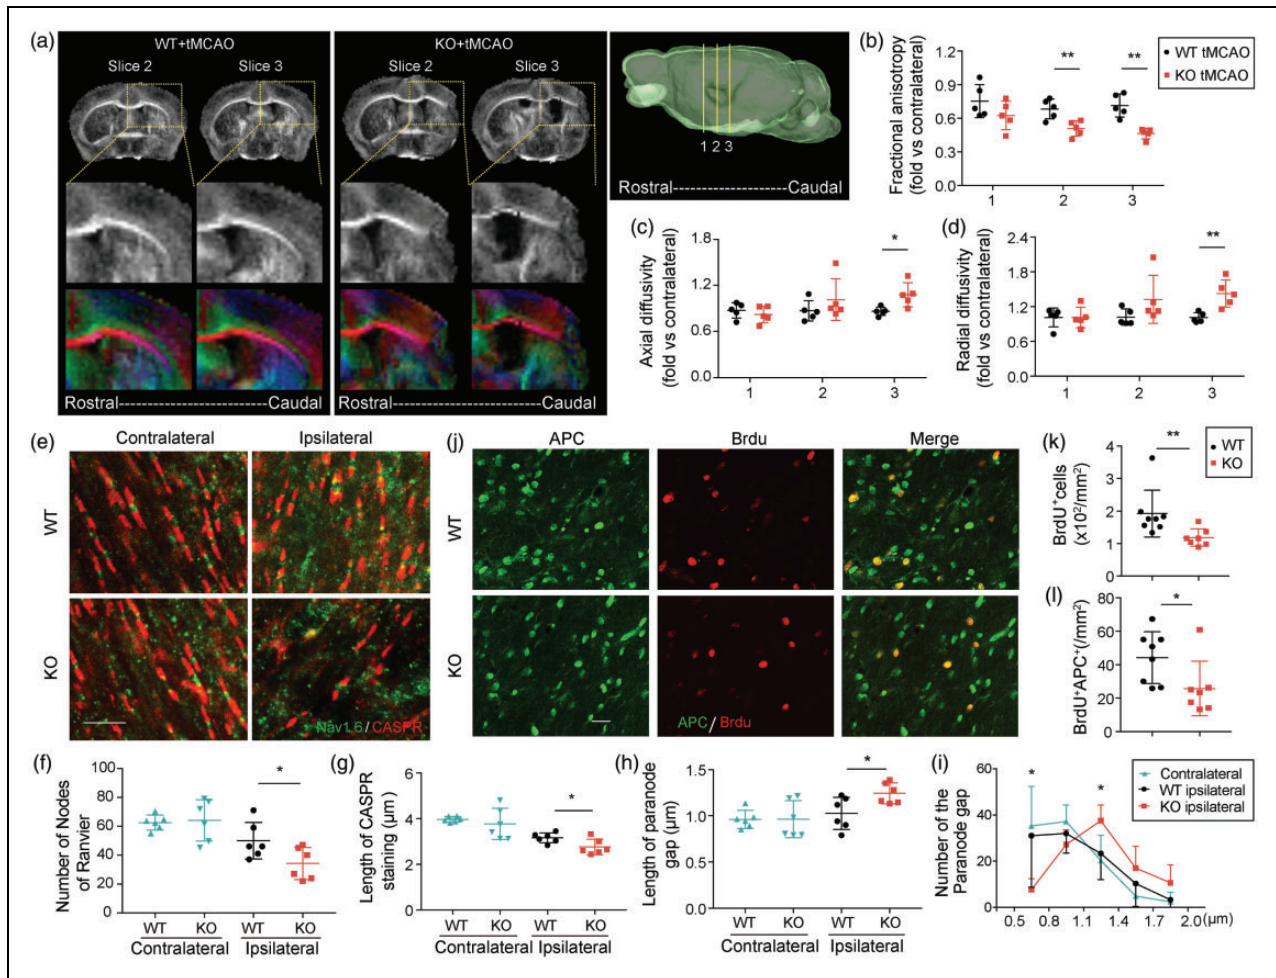 (a)
WT+tMCAO
KO+tMCAO
Slice 2
Slice 3
Slice 2
Slice 3
Rostral--------------------Caudal
Rostral--------------------Caudal
1 2 3
Rostral--------------------Caudal
(b)
Fractional anisotropy
(fold vs contralateral)
1.2
0.9
0.6
0.3
0.0
** **
1 2 3
WT tMCAO
KO tMCAO
(c)
Axial diffusivity
(fold vs contralateral)
1.8
1.2
0.6
0.0
*
1 2 3
(d)
Radial diffusivity
(fold vs contralateral)
2.4
1.8
1.2
0.6
0.0
**
1 2 3
(e)
Contralateral
Ipsilateral
WT
KO
Nav1.6/CASPR
(j)
APC
Brdu
Merge
WT
KO
APC/Brdu
(k)
BrdU+cells
(x10²/mm²)
4
3
2
1
0
**
WT
KO
(l)
BrdU+APC+(/mm²)
80
60
40
20
0
*
(f)
Number of Nodes
of Ranvier
100
80
60
40
20
0
*
WT KO WT KO
Contralateral Ipsilateral
(g)
Length of CASPR
staining (μm)
6
4
2
0
*
WT KO WT KO
Contralateral Ipsilateral
(h)
Length of paranode
gap (μm)
1.5
1.0
0.5
0.0
*
WT KO WT KO
Contralateral Ipsilateral
(i)
Number of the
Paranode gap
60
40
20
0
* *
0.5 0.8 1.1 1.4 1.7 2.0 (μm)
Contralateral
WT ipsilateral
KO ipsilateral